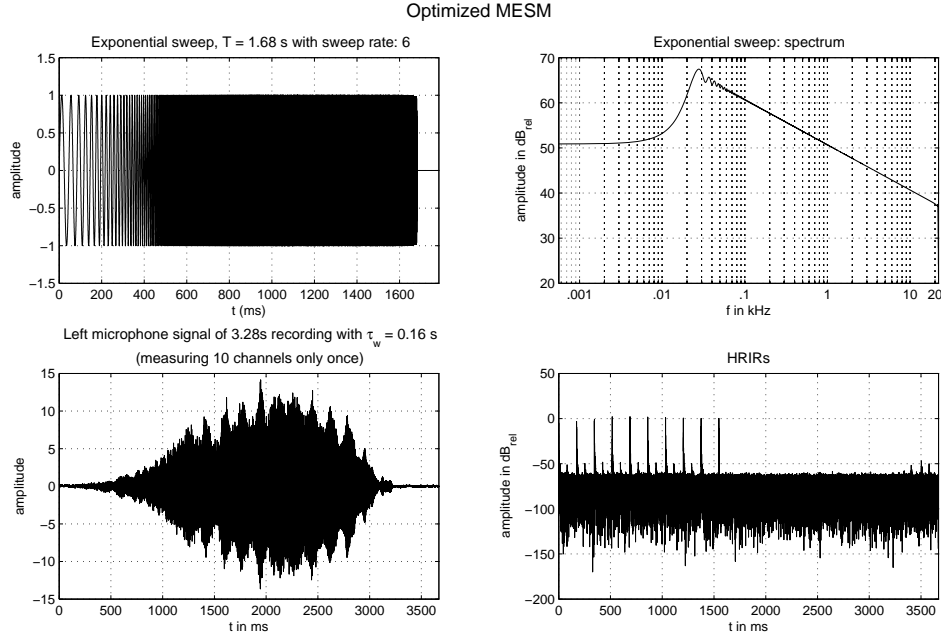 Optimized MESM
Exponential sweep, T = 1.68 s with sweep rate: 6
1.5
1
0.5
0
−0.5
−1
−1.5
amplitude
0 200 400 600 800 1000 1200 1400 1600
t (ms)
Exponential sweep: spectrum
70
60
50
40
30
20
amplitude in dB_rel
.001 .01 .1 1 10 20
f in kHz
Left microphone signal of 3.28s recording with τ_w = 0.16 s
(measuring 10 channels only once)
15
10
5
0
−5
−10
−15
amplitude
0 500 1000 1500 2000 2500 3000 3500
t in ms
HRIRs
50
0
−50
−100
−150
−200
amplitude in dB_rel
0 500 1000 1500 2000 2500 3000 3500
t in ms